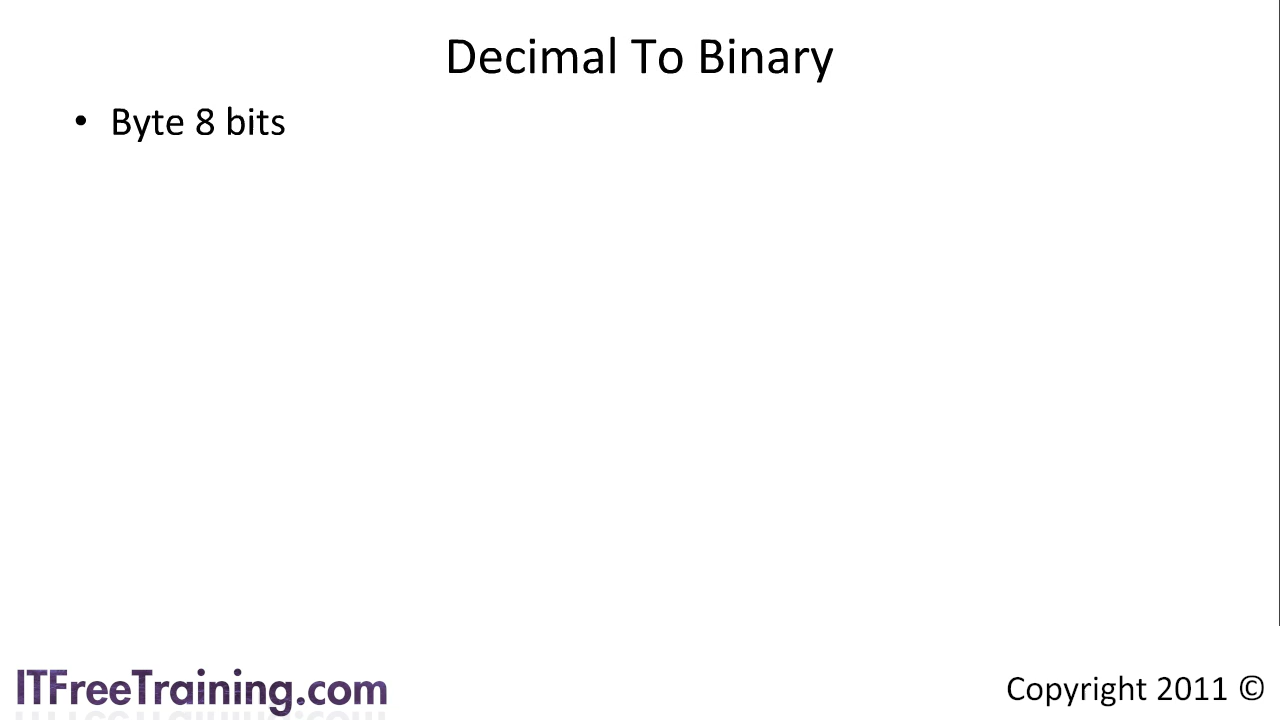 Decimal To Binary
• Byte 8 bits
ITFreeTraining.com
Copyright 2011 ©